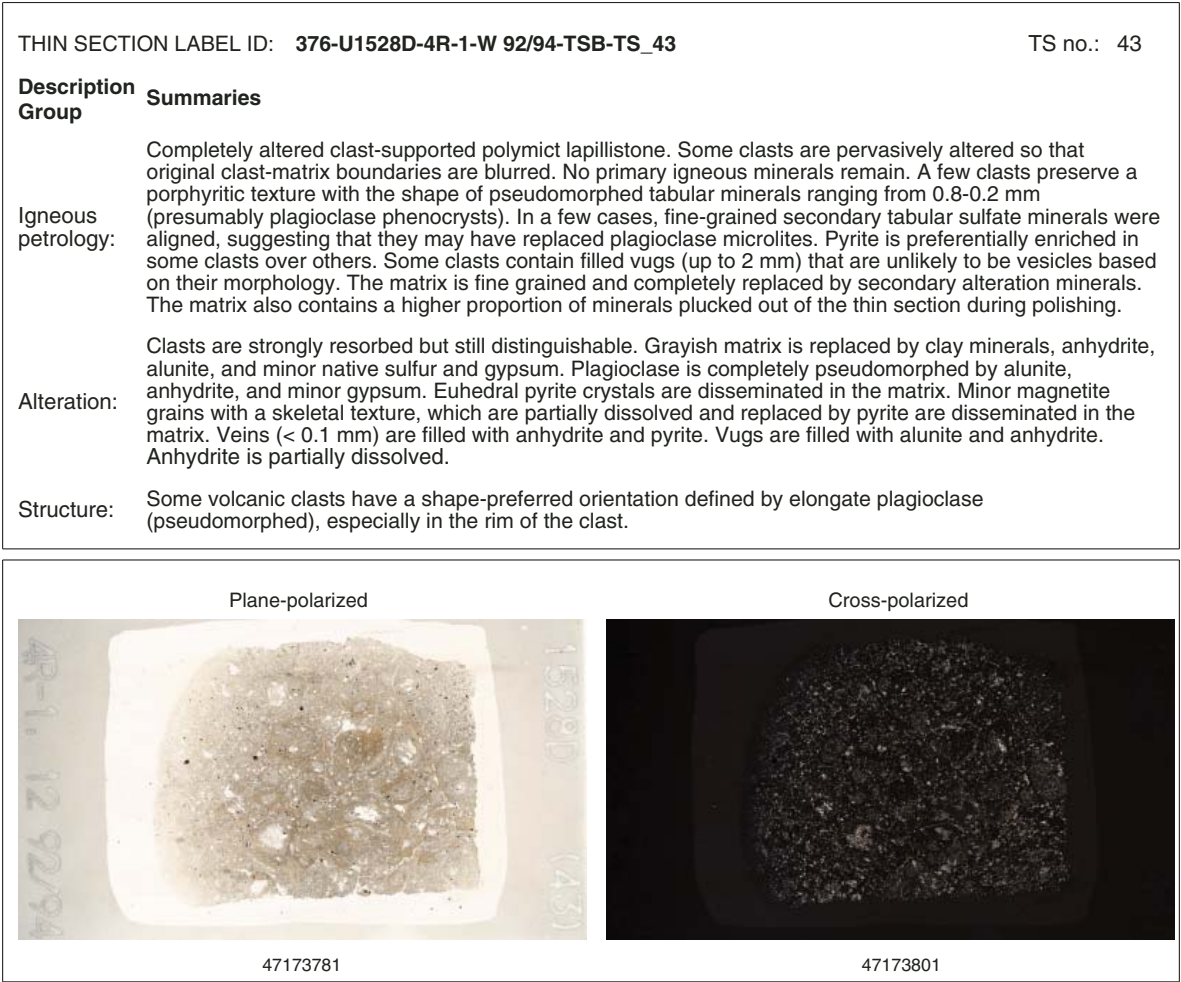 THIN SECTION LABEL ID: 376-U1528D-4R-1-W 92/94-TSB-TS_43 TS no.: 43
Description Group Summaries
Igneous petrology:
Completely altered clast-supported polymict lapillistone. Some clasts are pervasively altered so that
original clast-matrix boundaries are blurred. No primary igneous minerals remain. A few clasts preserve a
porphyritic texture with the shape of pseudomorphed tabular minerals ranging from 0.8-0.2 mm
(presumably plagioclase phenocrysts). In a few cases, fine-grained secondary tabular sulfate minerals were
aligned, suggesting that they may have replaced plagioclase microlites. Pyrite is preferentially enriched in
some clasts over others. Some clasts contain filled vugs (up to 2 mm) that are unlikely to be vesicles based
on their morphology. The matrix is fine grained and completely replaced by secondary alteration minerals.
The matrix also contains a higher proportion of minerals plucked out of the thin section during polishing.
Alteration:
Clasts are strongly resorbed but still distinguishable. Grayish matrix is replaced by clay minerals, anhydrite,
alunite, and minor native sulfur and gypsum. Plagioclase is completely pseudomorphed by alunite,
anhydrite, and minor gypsum. Euhedral pyrite crystals are disseminated in the matrix. Minor magnetite
grains with a skeletal texture, which are partially dissolved and replaced by pyrite are disseminated in the
matrix. Veins (< 0.1 mm) are filled with anhydrite and pyrite. Vugs are filled with alunite and anhydrite.
Anhydrite is partially dissolved.
Structure:
Some volcanic clasts have a shape-preferred orientation defined by elongate plagioclase
(pseudomorphed), especially in the rim of the clast.
Plane-polarized
Cross-polarized
1528D (43)
92/94
47173781
47173801